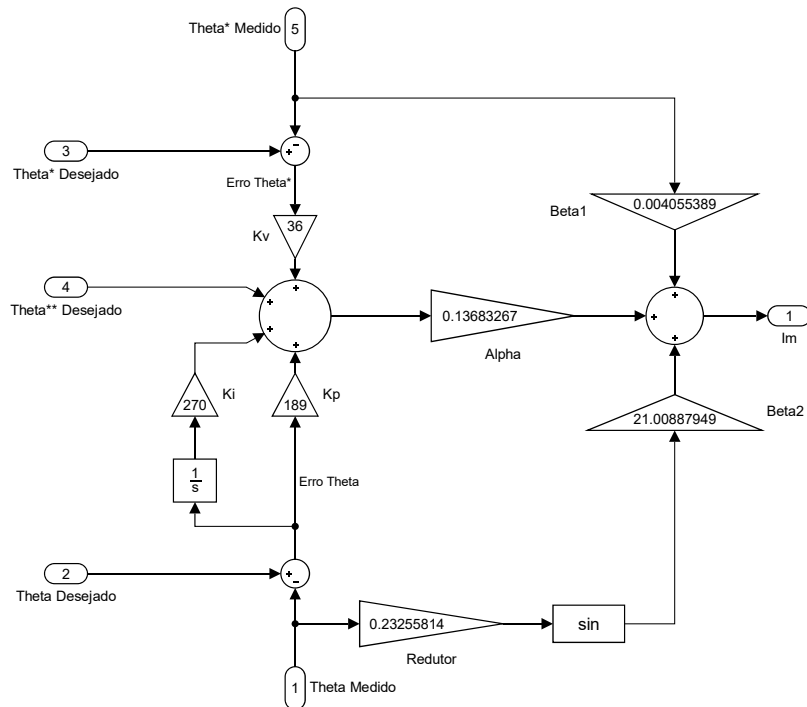 Theta* Medido
5
3
Theta* Desejado
Erro Theta*
36
Kv
0.004055389
Beta1
4
Theta** Desejado
0.13683267
Alpha
1
Im
270
Ki
189
Kp
21.00887949
Beta2
1
s
Erro Theta
2
Theta Desejado
0.23255814
Redutor
sin
1
Theta Medido